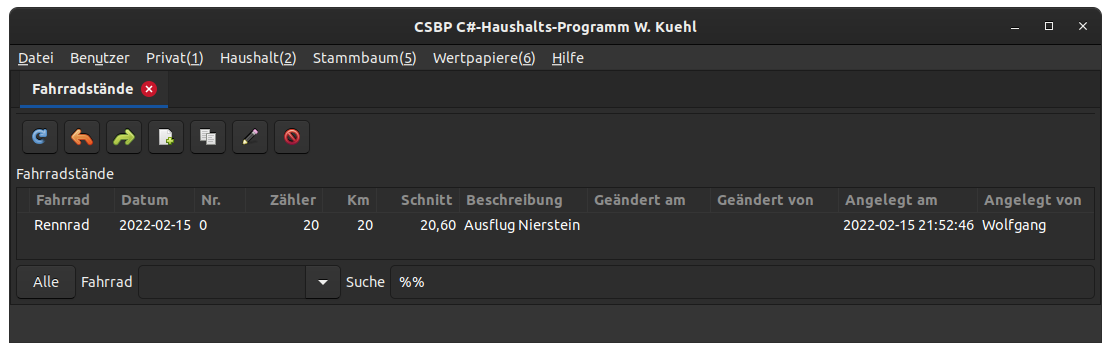 CSBP C#-Haushalts-Programm W. Kuehl
Datei Benutzer Privat(1) Haushalt(2) Stammbaum(5) Wertpapiere(6) Hilfe
Fahrradstände
Fahrradstände
Fahrrad Datum Nr. Zähler Km Schnitt Beschreibung Geändert am Geändert von Angelegt am Angelegt von
Rennrad 2022-02-15 0 20 20 20,60 Ausflug Nierstein 2022-02-15 21:52:46 Wolfgang
Alle Fahrrad Suche %%